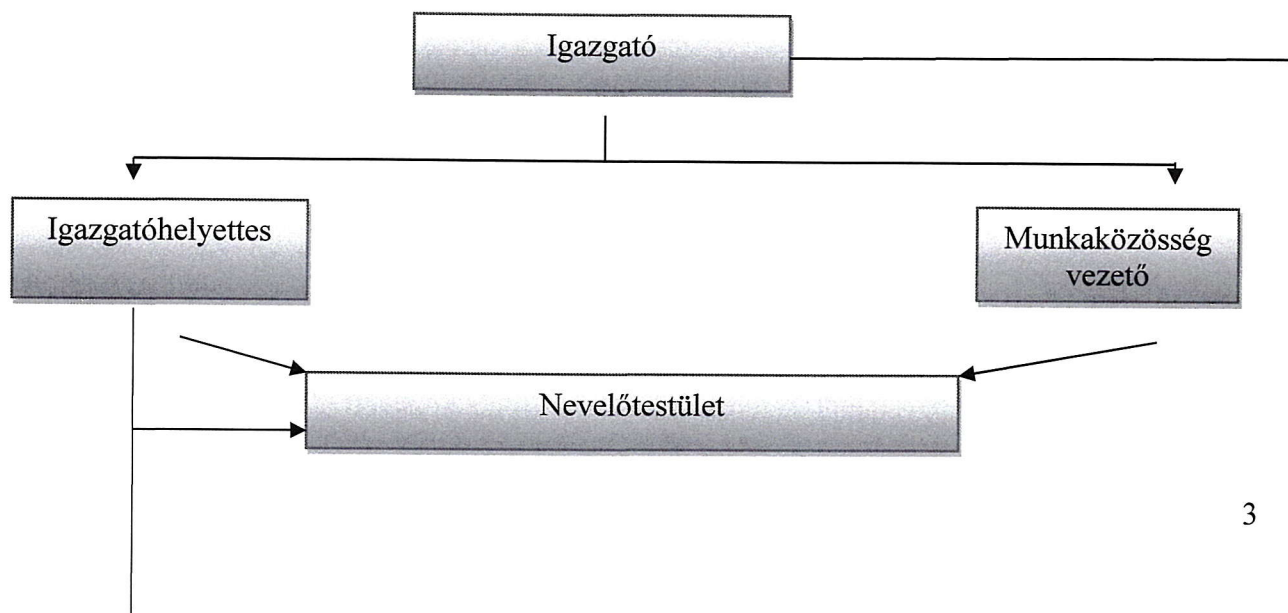 Igazgató
Igazgatóhelyettes
Munkaközösség
vezető
Nevelőtestület
3